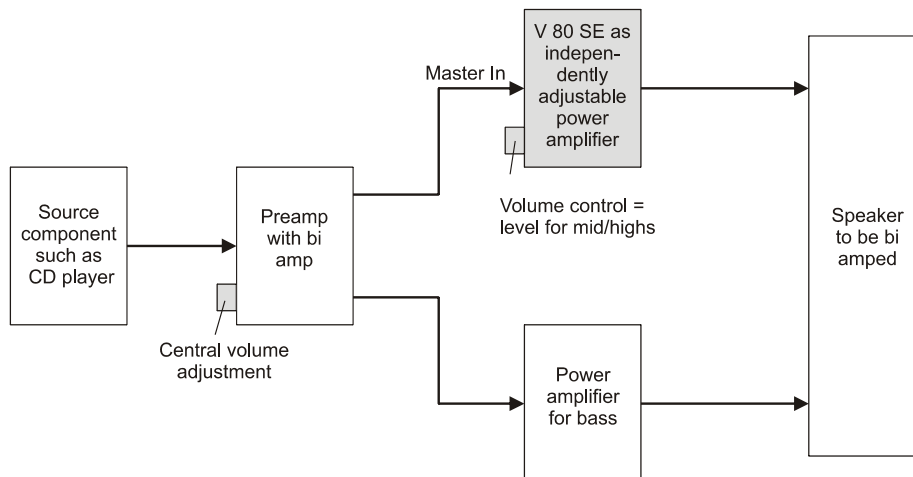 Source
component
such as
CD player
Preamp
with bi
amp
Central volume
adjustment
Master In
V 80 SE as
indepen-
dently
adjustable
power
amplifier
Volume control =
level for mid/highs
Power
amplifier
for bass
Speaker
to be bi
amped